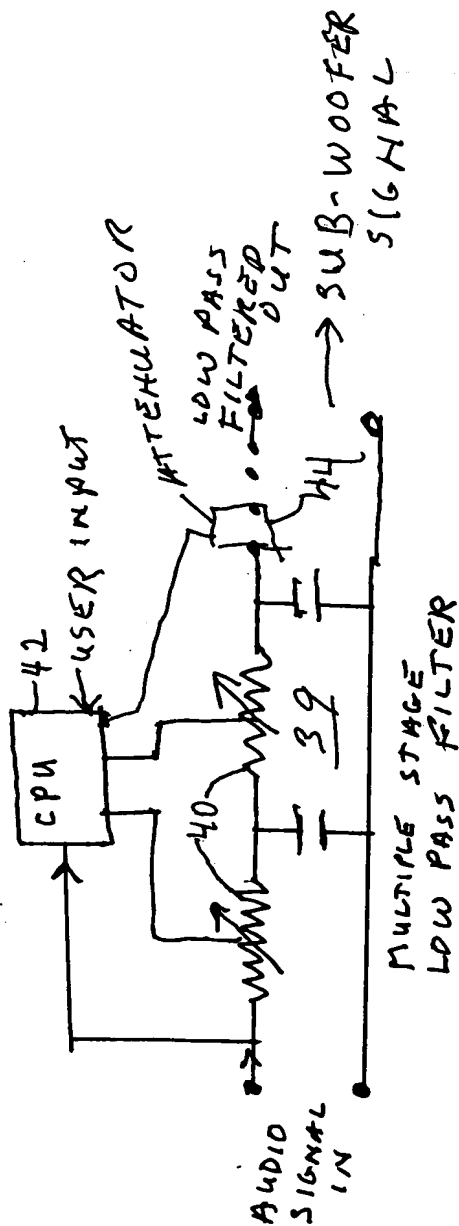 42
CPU
USER INPUT
ATTENUATOR
LOW PASS
FILTERED
OUT
44
→ SUB-WOOFER
SIGNAL
40
39
AUDIO
SIGNAL
IN
MULTIPLE STAGE
LOW PASS FILTER